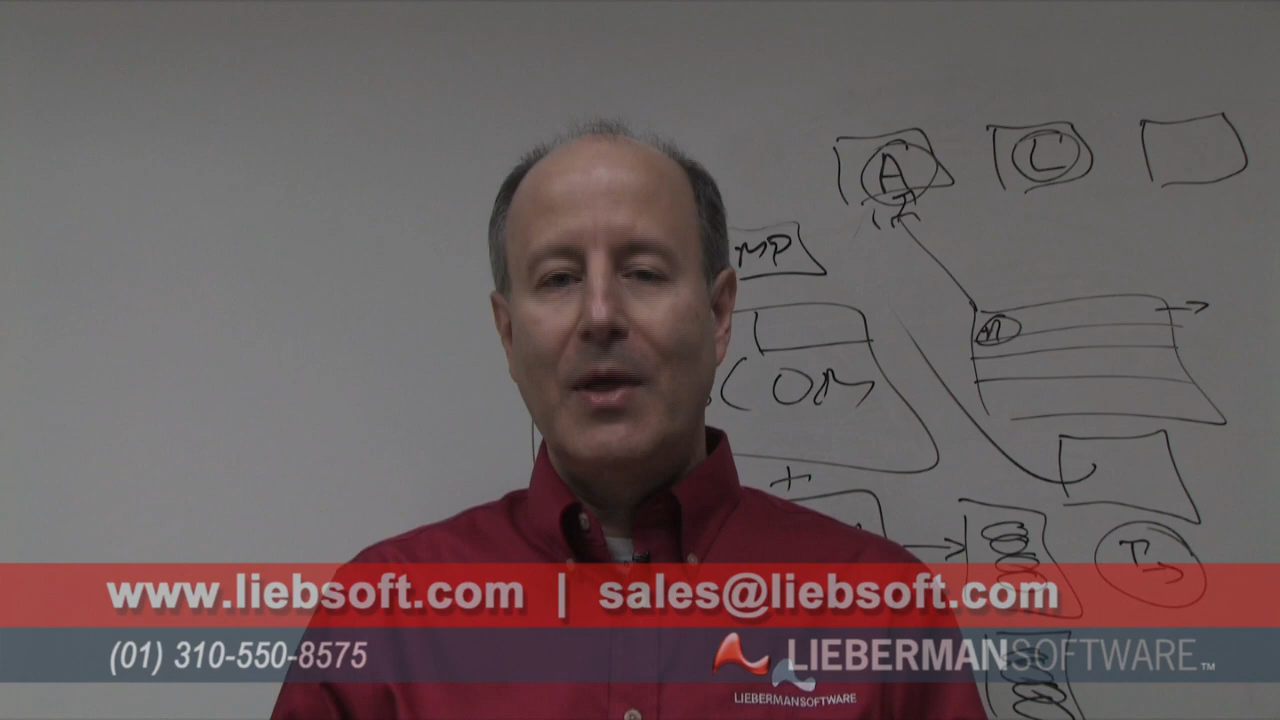 A
L
MP
COM
+
www.liebsoft.com | sales@liebsoft.com
(01) 310-550-8575
LIEBERMANSOFTWARE™
LIEBERMANSOFTWARE